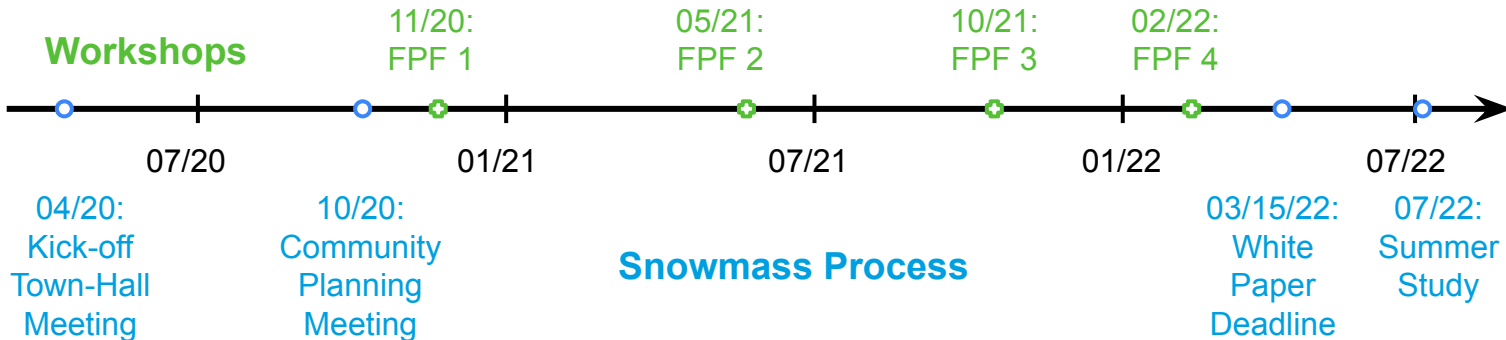 Workshops
11/20:
FPF 1
05/21:
FPF 2
10/21:
FPF 3
02/22:
FPF 4
07/20
01/21
07/21
01/22
07/22
04/20:
Kick-off
Town-Hall
Meeting
10/20:
Community
Planning
Meeting
Snowmass Process
03/15/22:
White
Paper
Deadline
07/22:
Summer
Study